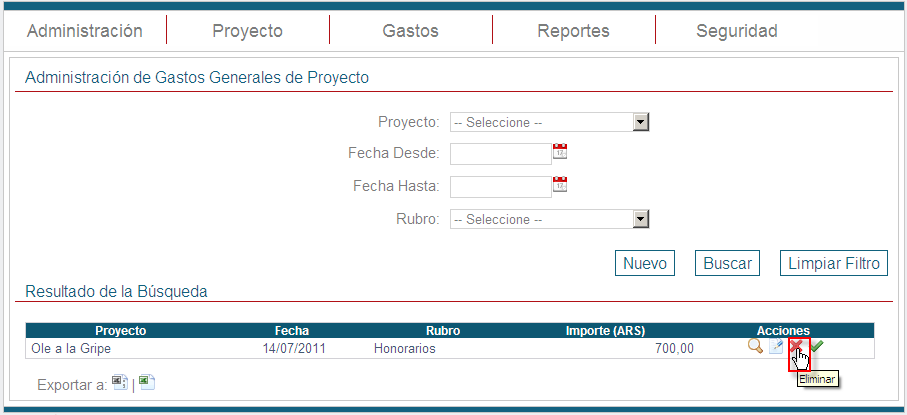 Administración Proyecto Gastos Reportes Seguridad
Administración de Gastos Generales de Proyecto
Proyecto: -- Seleccione --
Fecha Desde:
Fecha Hasta:
Rubro: -- Seleccione --
Nuevo Buscar Limpiar Filtro
Resultado de la Búsqueda
Proyecto Fecha Rubro Importe (ARS) Acciones
Ole a la Gripe 14/07/2011 Honorarios 700,00
Eliminar
Exportar a: |